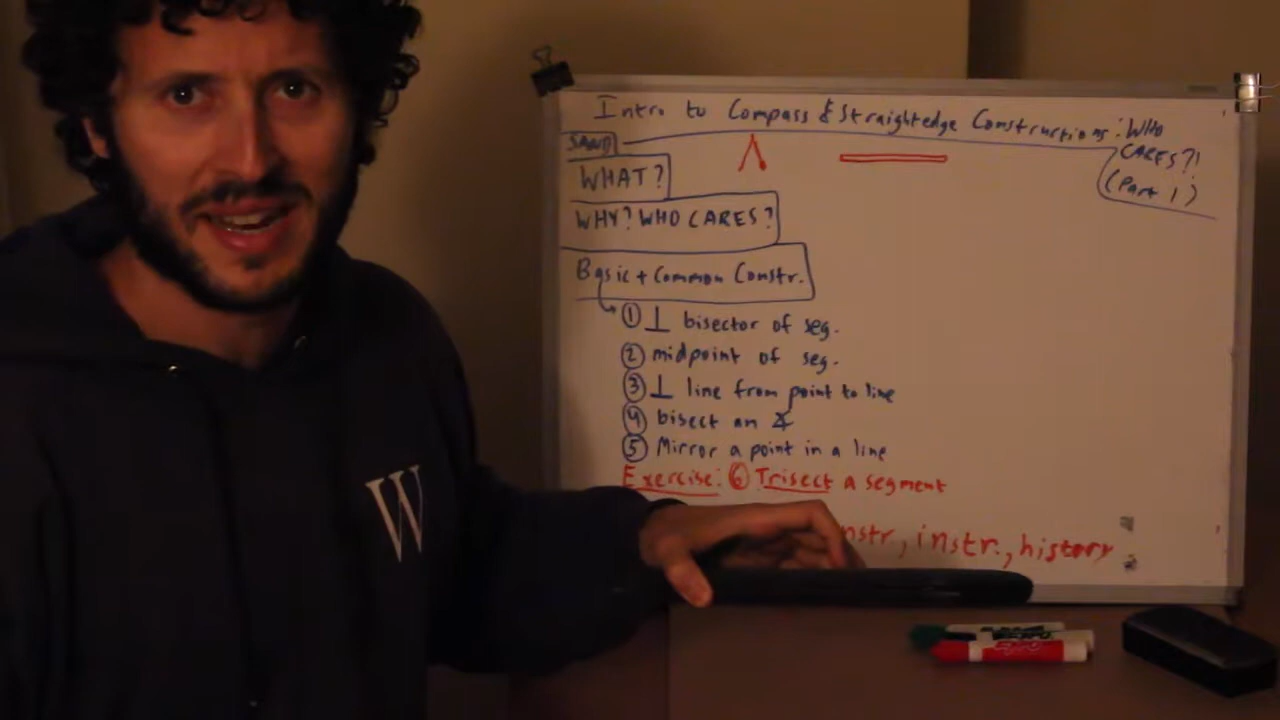 Intro to Compass & Straightedge Constructions: WHO
CARES?!
(Part 1)
SAND
WHAT?
WHY? WHO CARES?
Basic + Common Constr.
① ⊥ bisector of seg.
② midpoint of seg.
③ ⊥ line from point to line
④ bisect an ∡
⑤ Mirror a point in a line
Exercise: ⑥ Trisect a segment
nstr, instr., history
W